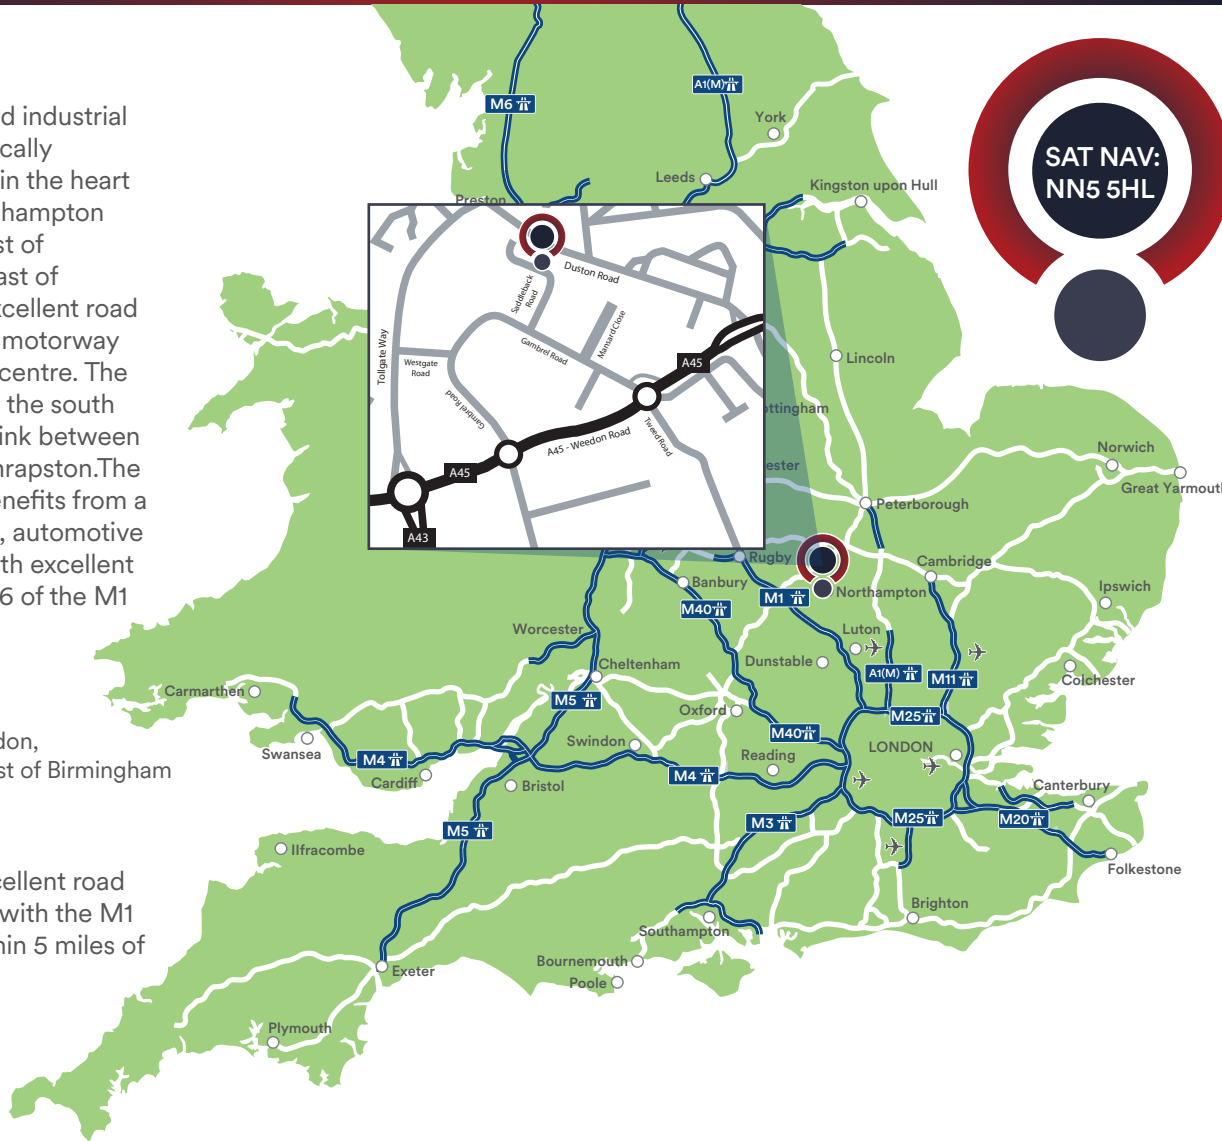 d industrial
cally
in the heart
hampton
st of
ast of
xcellent road
motorway
centre. The
the south
link between
hrapston.The
enefits from a
, automotive
th excellent
6 of the M1
don,
st of Birmingham
cellent road
with the M1
hin 5 miles of
SAT NAV:
NN5 5HL
M6
A1(M)
York
Leeds
Kingston upon Hull
Preston
Lincoln
ottingham
ester
Norwich
Great Yarmouth
Peterborough
Duston Road
Saddleback
Road
Mansard Close
Gambrel Road
Tollgate Way
Westgate
Road
Gambrel Road
A45
A45 - Weedon Road
Tweed Road
A45
A43
Rugby
Northampton
Cambridge
Ipswich
Banbury
M40
M1
Worcester
Luton
Dunstable
A1(M)
M11
Colchester
Cheltenham
Carmarthen
M5
Oxford
M25
Swansea
Swindon
M40
LONDON
M4
Cardiff
Reading
M4
Bristol
Canterbury
M5
M3
M25
M20
Ilfracombe
Folkestone
Brighton
Southampton
Bournemouth
Poole
Exeter
Plymouth